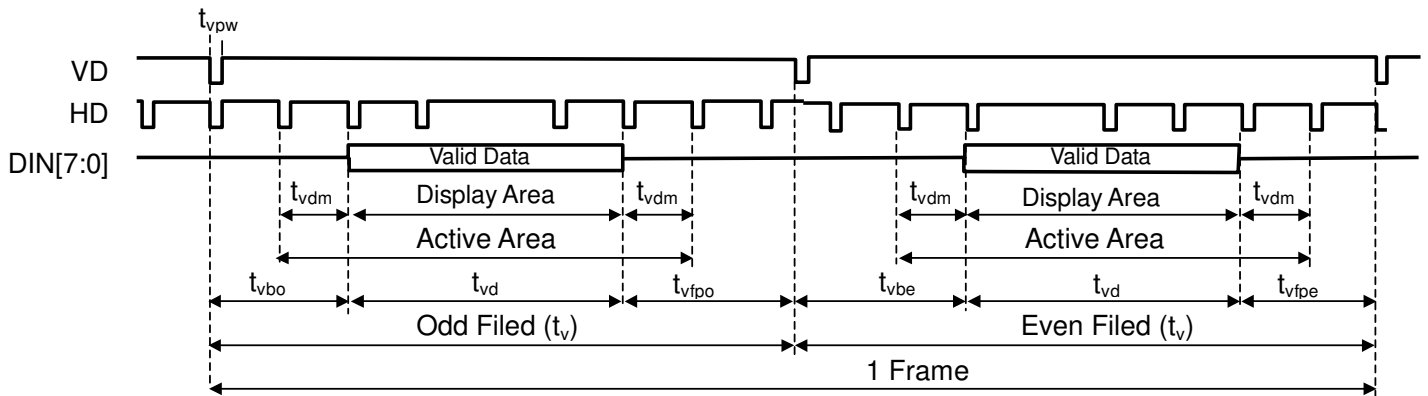 tvpw
VD
HD
DIN[7:0]
Valid Data Valid Data
tvdm Display Area tvdm tvdm Display Area tvdm
Active Area Active Area
tvbo tvd tvfpo tvbe tvd tvfpe
Odd Filed (tv) Even Filed (tv)
1 Frame